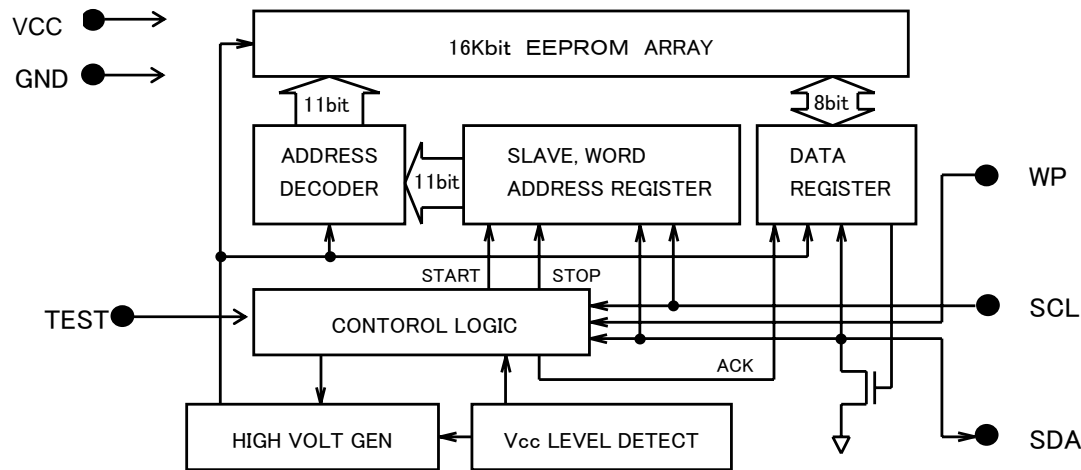 VCC
GND
16Kbit EEPROM ARRAY
11bit
8bit
ADDRESS
DECODER
11bit
SLAVE, WORD
ADDRESS REGISTER
DATA
REGISTER
WP
START
STOP
TEST
CONTOROL LOGIC
SCL
ACK
HIGH VOLT GEN
Vcc LEVEL DETECT
SDA